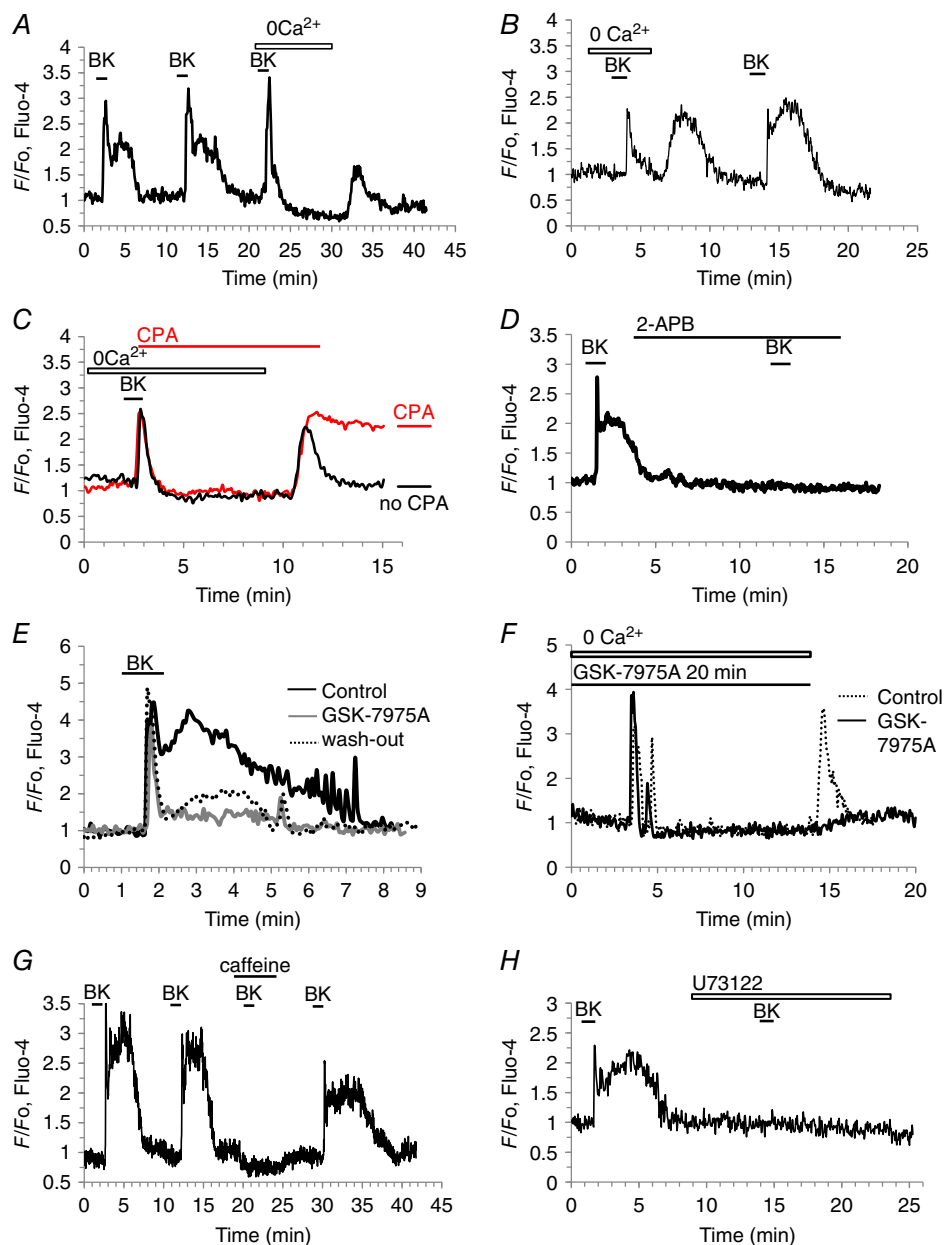 A
0Ca²⁺
BK BK BK
4
3.5
3
2.5
2
1.5
1
0.5
F/Fo, Fluo-4
0 5 10 15 20 25 30 35 40 45
Time (min)
B
0 Ca²⁺
BK BK
4
3.5
3
2.5
2
1.5
1
0.5
0
F/Fo, Fluo-4
0 5 10 15 20 25
Time (min)
C
CPA
0Ca²⁺
BK
CPA
no CPA
4
3.5
3
2.5
2
1.5
1
0.5
0
F/Fo, Fluo-4
0 5 10 15
Time (min)
D
2-APB
BK BK
3.5
3
2.5
2
1.5
1
0.5
0
F/Fo, Fluo-4
0 5 10 15 20
Time (min)
E
BK
Control
GSK-7975A
wash-out
6
5
4
3
2
1
0
F/Fo, Fluo-4
0 1 2 3 4 5 6 7 8 9
Time (min)
F
0 Ca²⁺
GSK-7975A 20 min
Control
GSK-
7975A
5
4
3
2
1
0
F/Fo, Fluo-4
0 5 10 15 20
Time (min)
G
caffeine
BK BK BK BK
3.5
3
2.5
2
1.5
1
0.5
F/Fo, Fluo-4
0 5 10 15 20 25 30 35 40 45
Time (min)
H
U73122
BK BK
3
2.5
2
1.5
1
0.5
0
F/Fo, Fluo-4
0 5 10 15 20 25
Time (min)